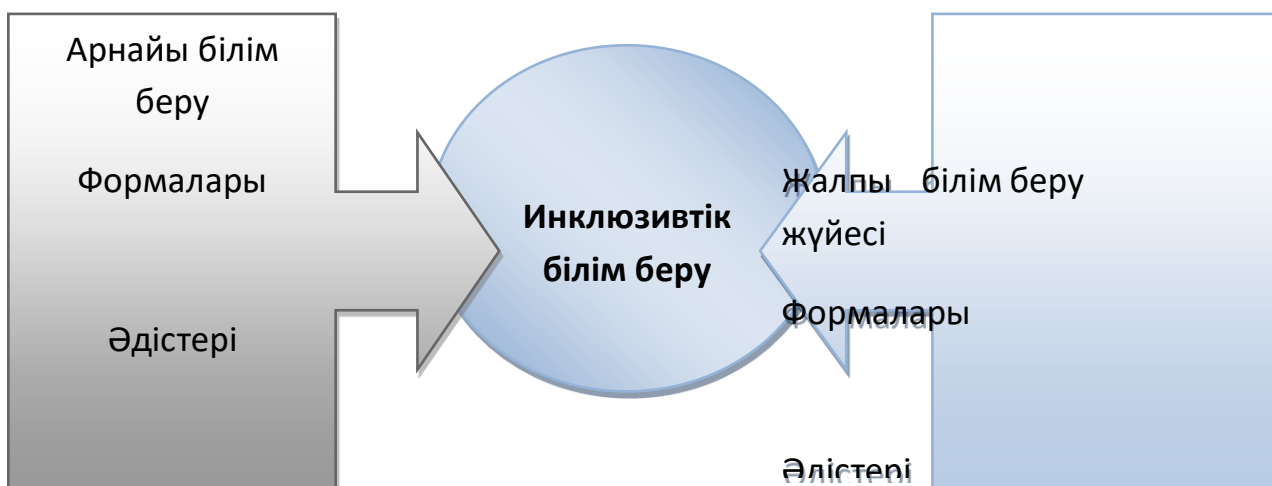 Арнайы білім
беру
Формалары
Әдістері
Инклюзивтік
білім беру
Жалпы білім беру
жүйесі
Формалары
Әдістері